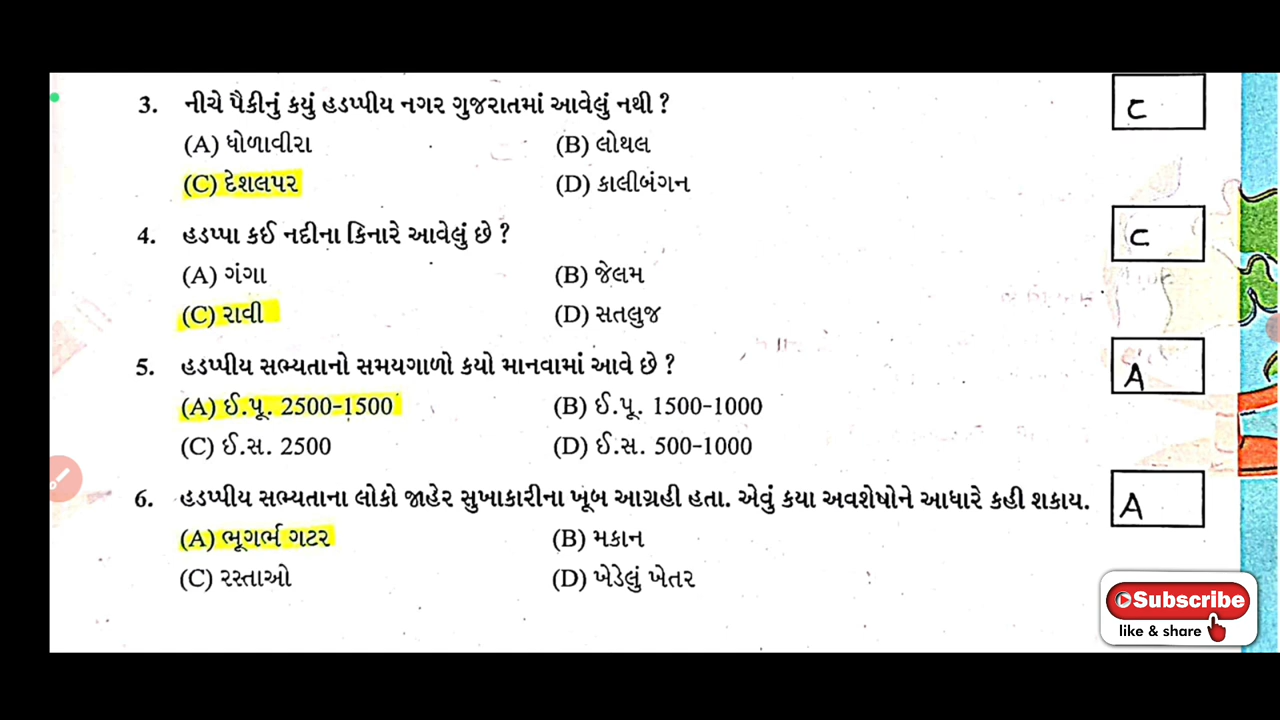 3. નીચે પૈકીનું કયું હડપ્પીય નગર ગુજરાતમાં આવેલું નથી ? C
(A) ધોળાવીરા (B) લોથલ
(C) દેશલપર (D) કાલીબંગન
4. હડપ્પા કઈ નદીના કિનારે આવેલું છે ? C
(A) ગંગા (B) જેલમ
(C) રાવી (D) સતલુજ
5. હડપ્પીય સભ્યતાનો સમયગાળો કયો માનવામાં આવે છે ? A
(A) ઈ.પૂ. 2500-1500 (B) ઈ.પૂ. 1500-1000
(C) ઈ.સ. 2500 (D) ઈ.સ. 500-1000
6. હડપ્પીય સભ્યતાના લોકો જાહેર સુખાકારીના ખૂબ આગ્રહી હતા. એવું કયા અવશેષોને આધારે કહી શકાય. A
(A) ભૂગર્ભ ગટર (B) મકાન
(C) રસ્તાઓ (D) ખેડેલું ખેતર
Subscribe
like & share